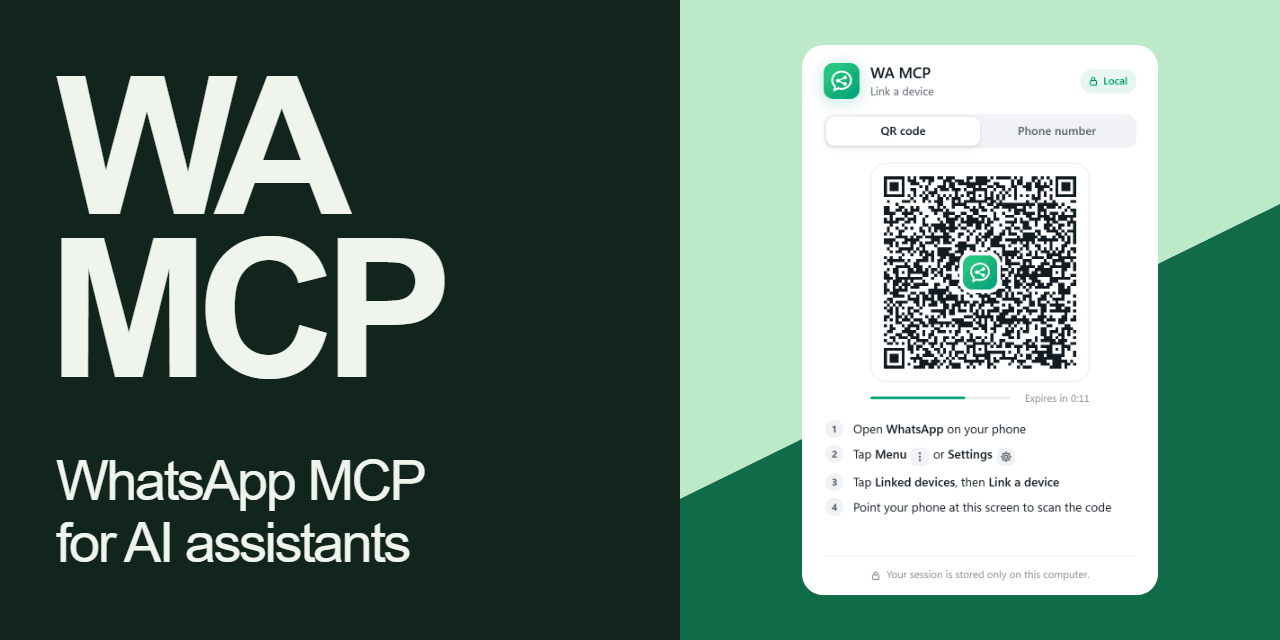 WA
MCP
WhatsApp MCP
for AI assistants
WA MCP
Link a device
Local
QR code
Phone number
Expires in 0:11
1 Open WhatsApp on your phone
2 Tap Menu or Settings
3 Tap Linked devices, then Link a device
4 Point your phone at this screen to scan the code
Your session is stored only on this computer.